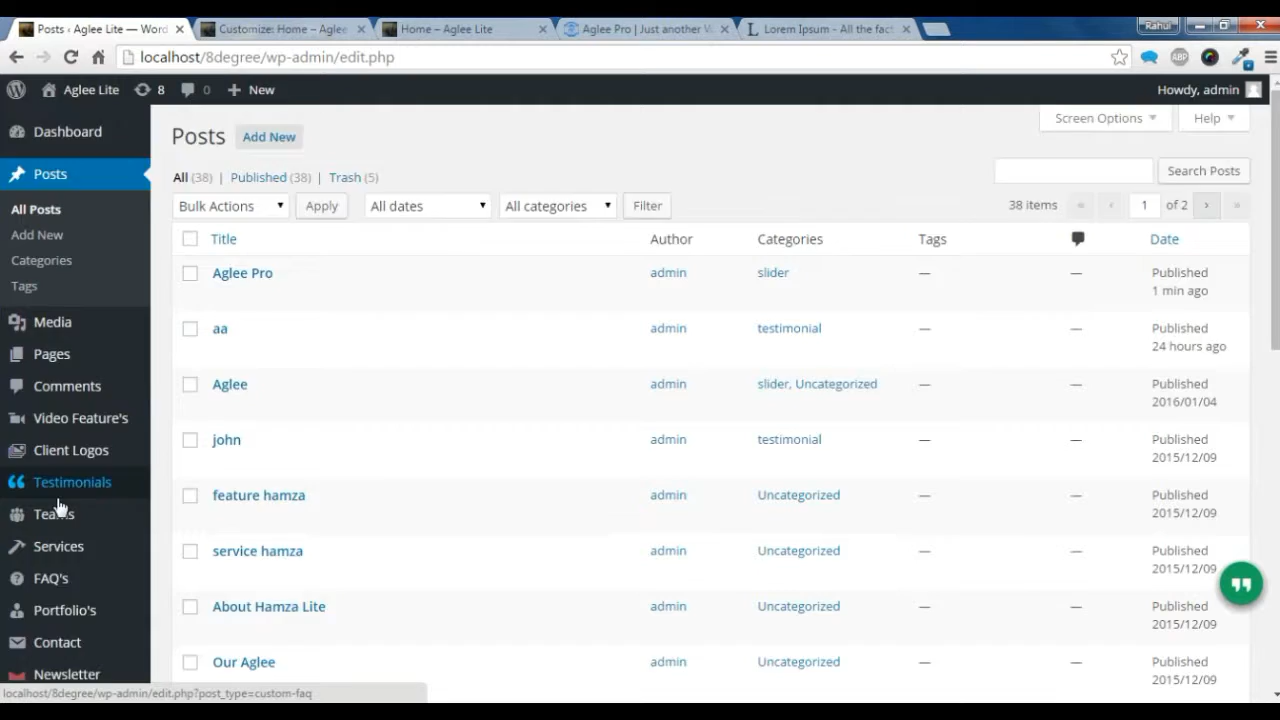 Posts ‹ Aglee Lite — Word
Customize: Home – Aglee
Home – Aglee Lite
Aglee Pro | Just another
Lorem Ipsum - All the fact
Rahul
localhost/8degree/wp-admin/edit.php
ABP
Aglee Lite
8
0
New
Howdy, admin
Dashboard
Posts
All Posts
Add New
Categories
Tags
Media
Pages
Comments
Video Feature's
Client Logos
Testimonials
Teams
Services
FAQ's
Portfolio's
Contact
Newsletter
Posts Add New
Screen Options
Help
All (38) | Published (38) | Trash (5)
Search Posts
Bulk Actions
Apply
All dates
All categories
Filter
38 items « ‹ 1 of 2 › »
Title Author Categories Tags Date
Aglee Pro admin slider — — Published
1 min ago
aa admin testimonial — — Published
24 hours ago
Aglee admin slider, Uncategorized — — Published
2016/01/04
john admin testimonial — — Published
2015/12/09
feature hamza admin Uncategorized — — Published
2015/12/09
service hamza admin Uncategorized — — Published
2015/12/09
About Hamza Lite admin Uncategorized — — Published
2015/12/09
Our Aglee admin Uncategorized — — Published
2015/12/09
localhost/8degree/wp-admin/edit.php?post_type=custom-faq